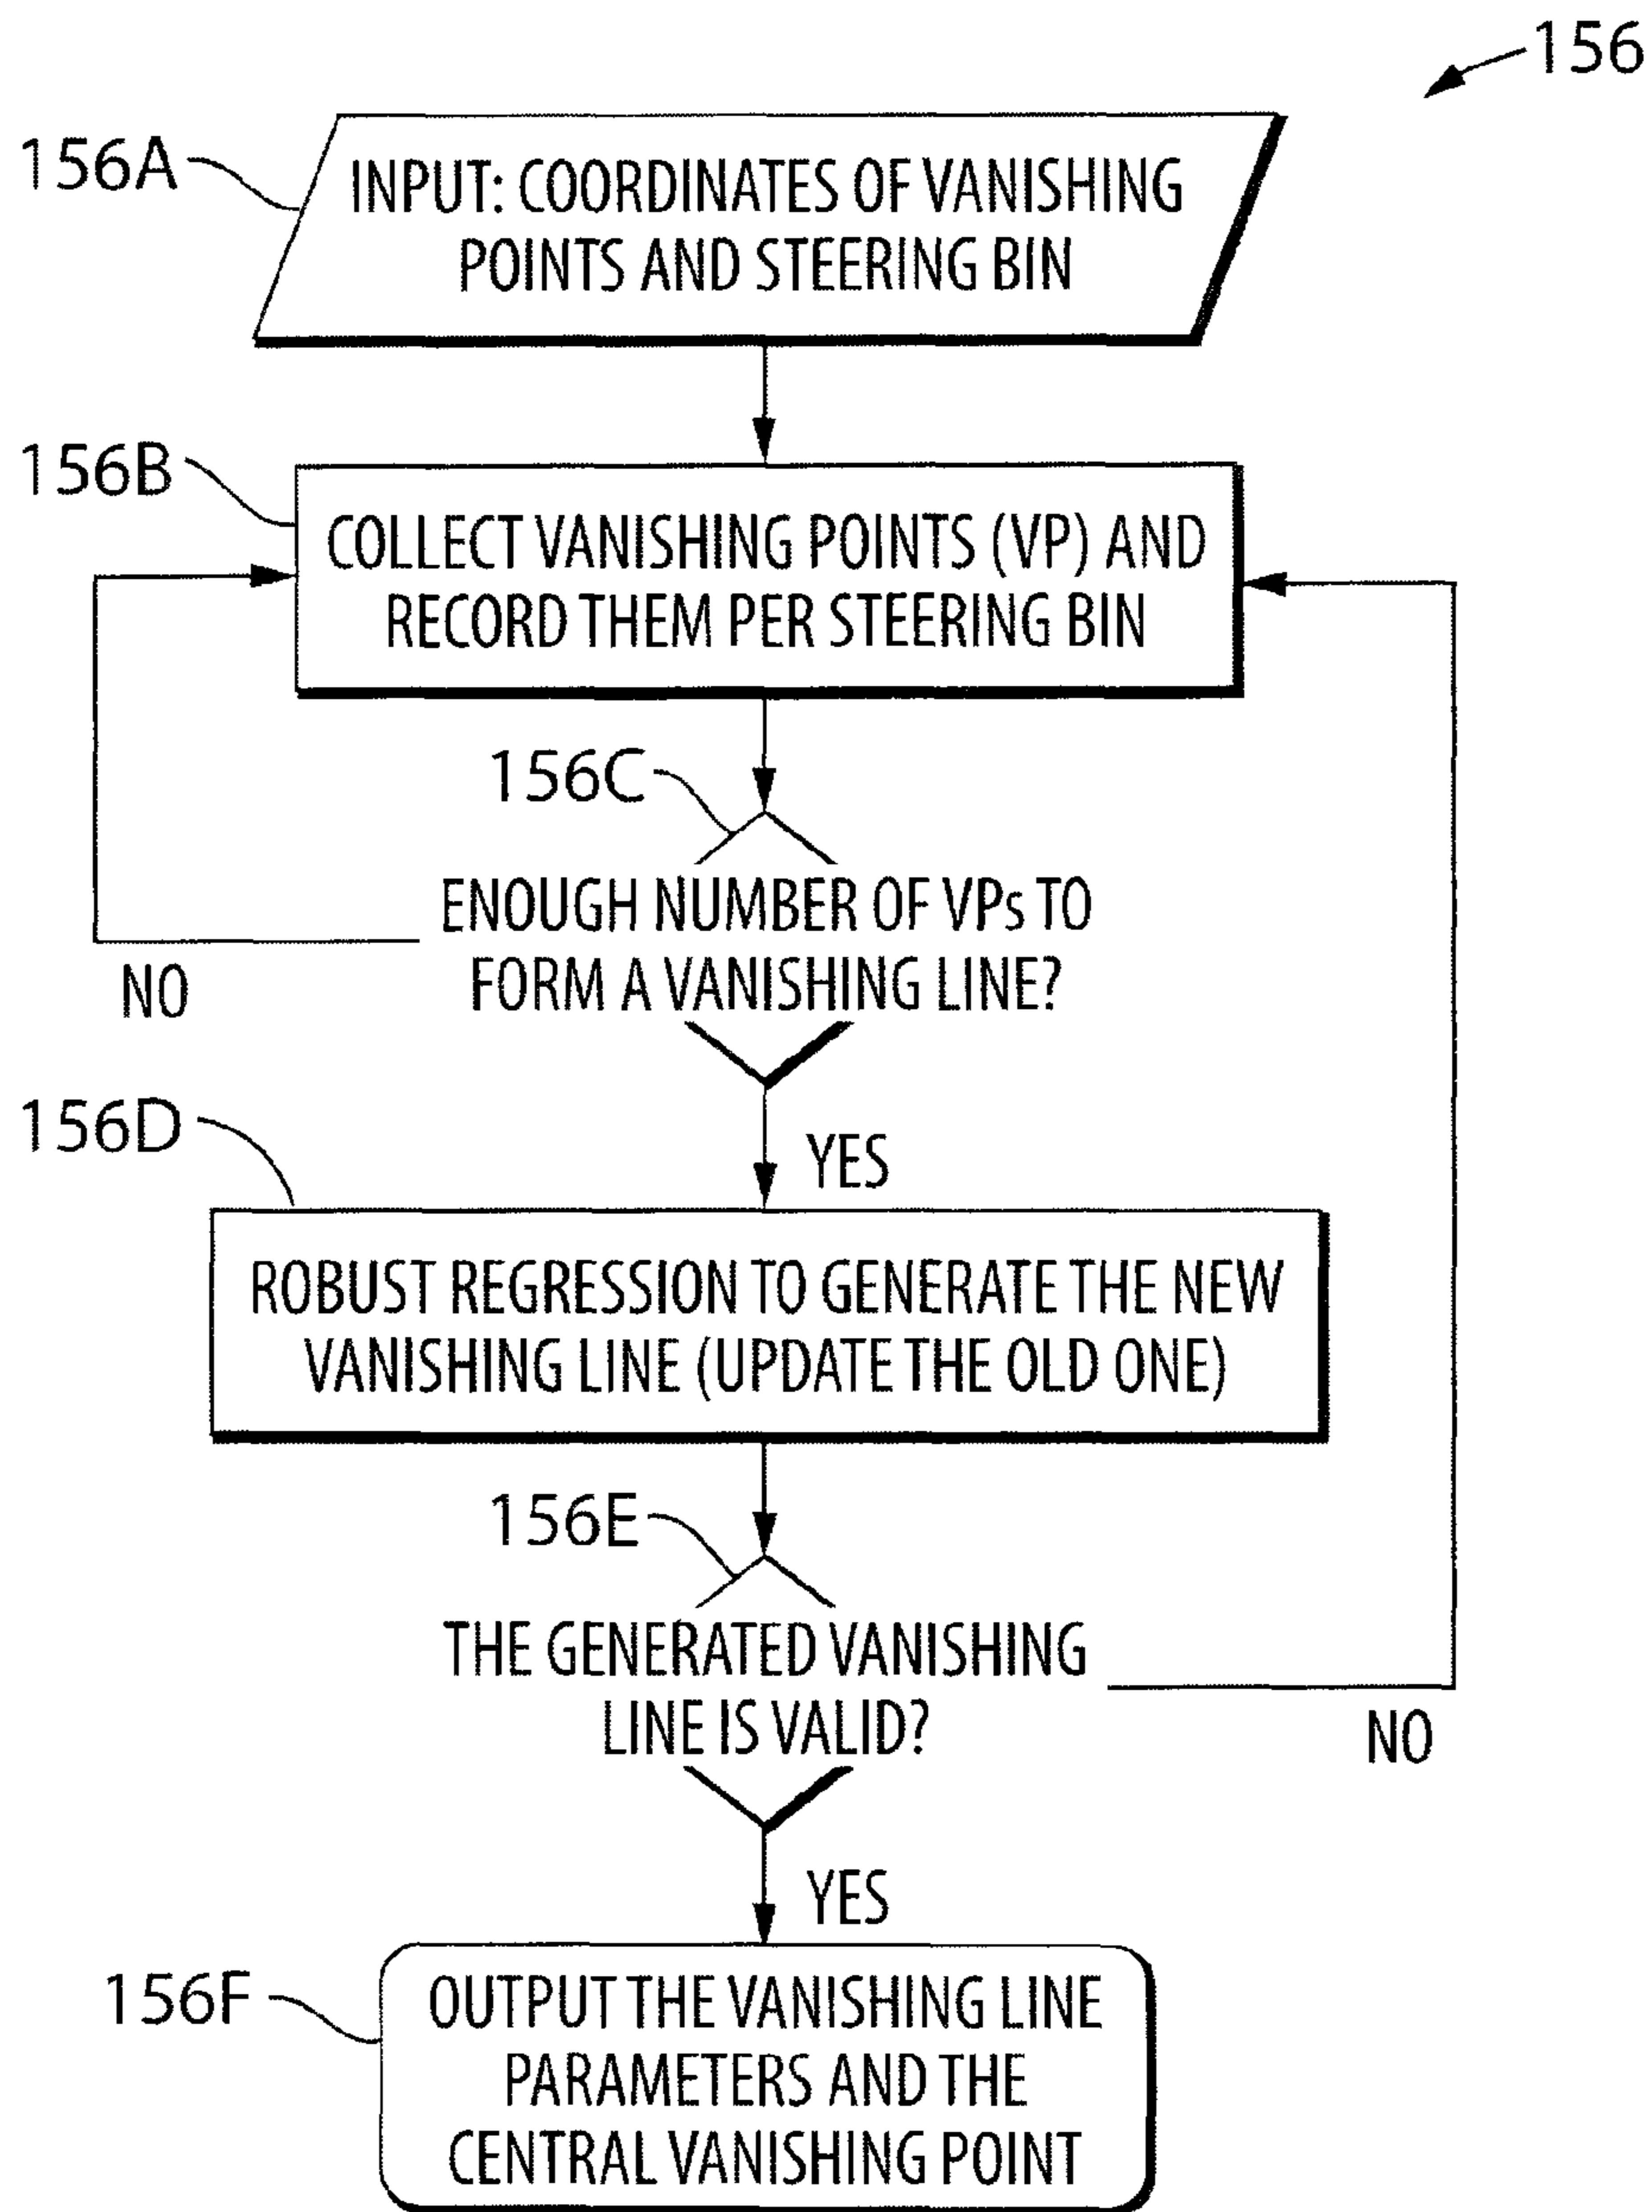 156
156A
INPUT: COORDINATES OF VANISHING
POINTS AND STEERING BIN
156B
COLLECT VANISHING POINTS (VP) AND
RECORD THEM PER STEERING BIN
156C
ENOUGH NUMBER OF VPs TO
FORM A VANISHING LINE?
NO
YES
156D
ROBUST REGRESSION TO GENERATE THE NEW
VANISHING LINE (UPDATE THE OLD ONE)
156E
THE GENERATED VANISHING
LINE IS VALID?
NO
YES
156F
OUTPUT THE VANISHING LINE
PARAMETERS AND THE
CENTRAL VANISHING POINT